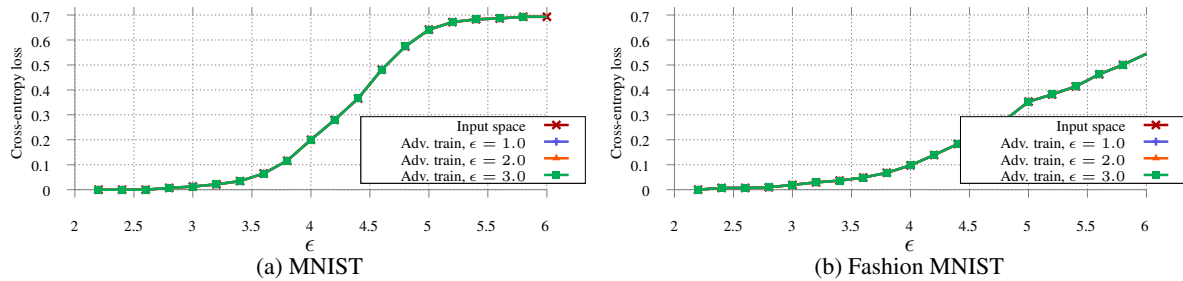 0.7
0.6
0.5
0.4
0.3
0.2
0.1
0
Cross-entropy loss
Input space
Adv. train, ϵ = 1.0
Adv. train, ϵ = 2.0
Adv. train, ϵ = 3.0
2 2.5 3 3.5 4 4.5 5 5.5 6
ϵ
(a) MNIST
0.7
0.6
0.5
0.4
0.3
0.2
0.1
0
Cross-entropy loss
Input space
Adv. train, ϵ = 1.0
Adv. train, ϵ = 2.0
Adv. train, ϵ = 3.0
2 2.5 3 3.5 4 4.5 5 5.5 6
ϵ
(b) Fashion MNIST